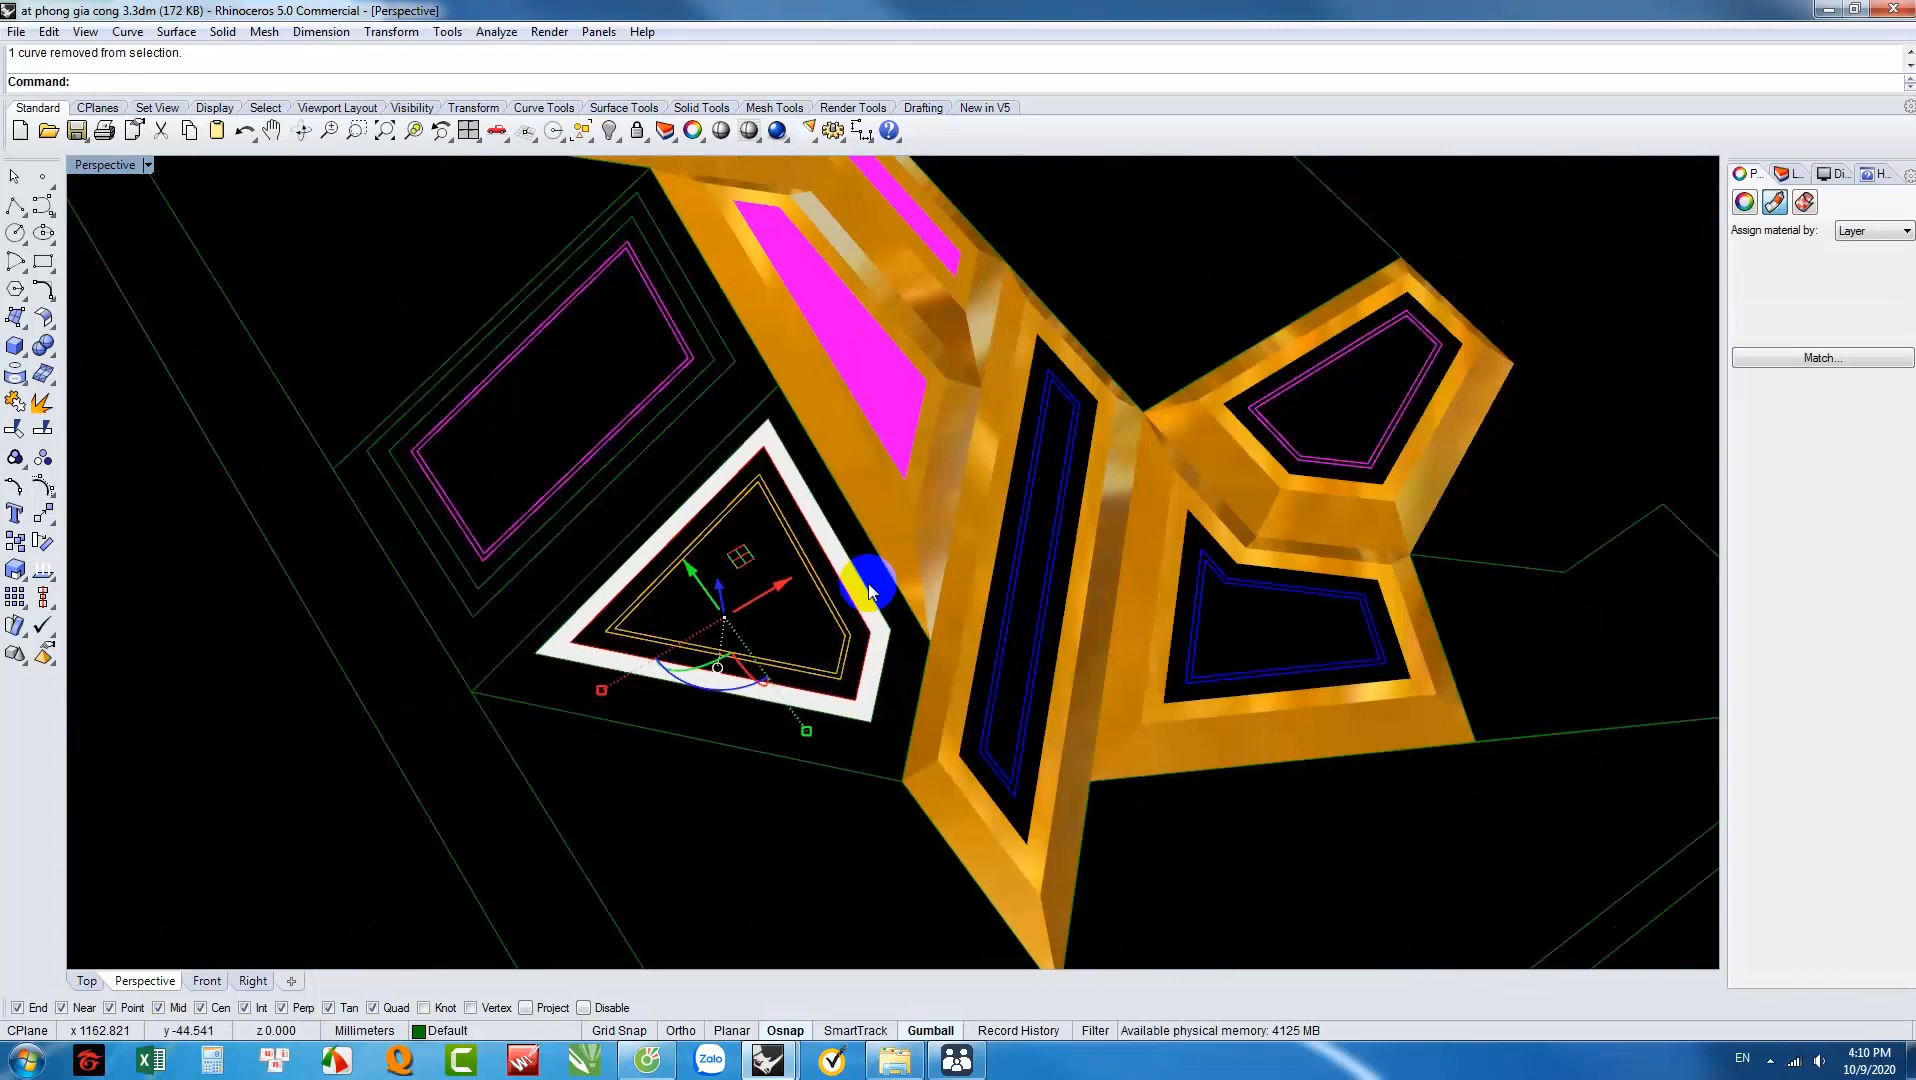 at phong gia cong 3.3dm (172 KB) - Rhinoceros 5.0 Commercial - [Perspective]
File Edit View Curve Surface Solid Mesh Dimension Transform Tools Analyze Render Panels Help
1 curve removed from selection.
Command:
Standard CPlanes Set View Display Select Viewport Layout Visibility Transform Curve Tools Surface Tools Solid Tools Mesh Tools Render Tools Drafting New in V5
Perspective
P... L... Di... H...
Assign material by: Layer
Match...
Top Perspective Front Right
End Near Point Mid Cen Int Perp Tan Quad Knot Vertex Project Disable
CPlane x 1162.821 y -44.541 z 0.000 Millimeters Default Grid Snap Ortho Planar Osnap SmartTrack Gumball Record History Filter Available physical memory: 4125 MB
Zalo
EN
4:10 PM
10/9/2020